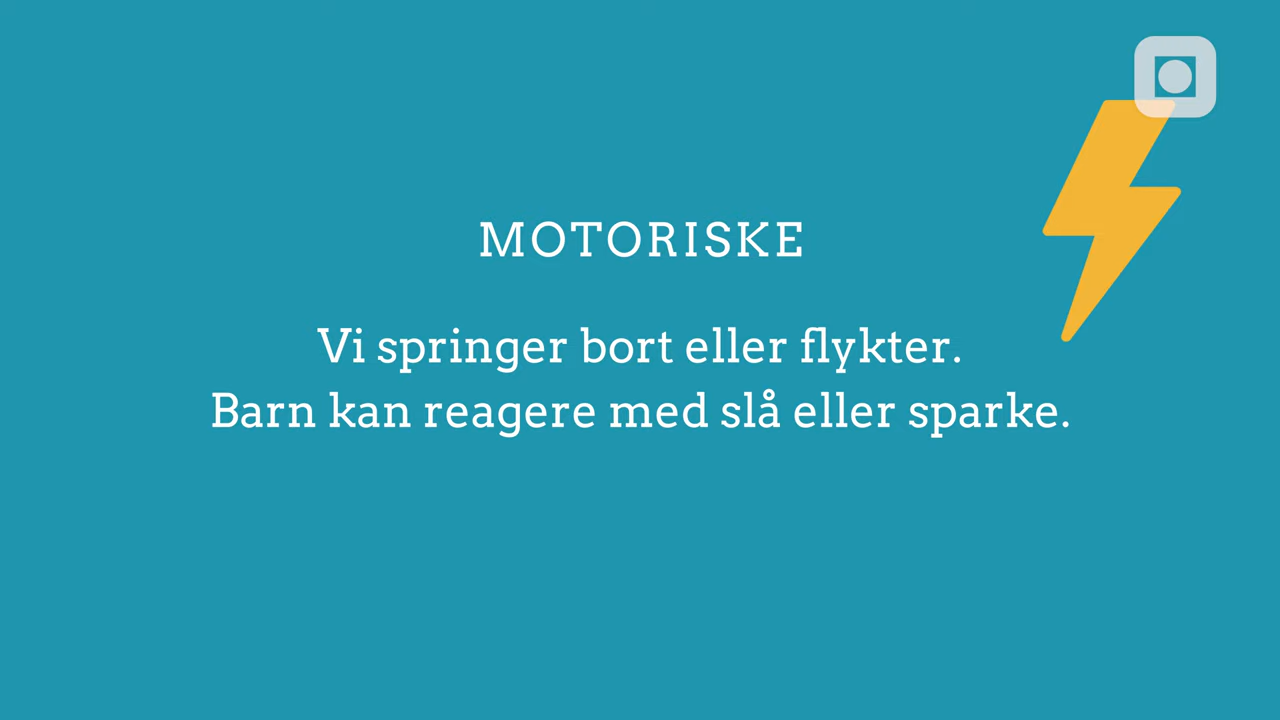 MOTORISKE
Vi springer bort eller flykter.
Barn kan reagere med slå eller sparke.